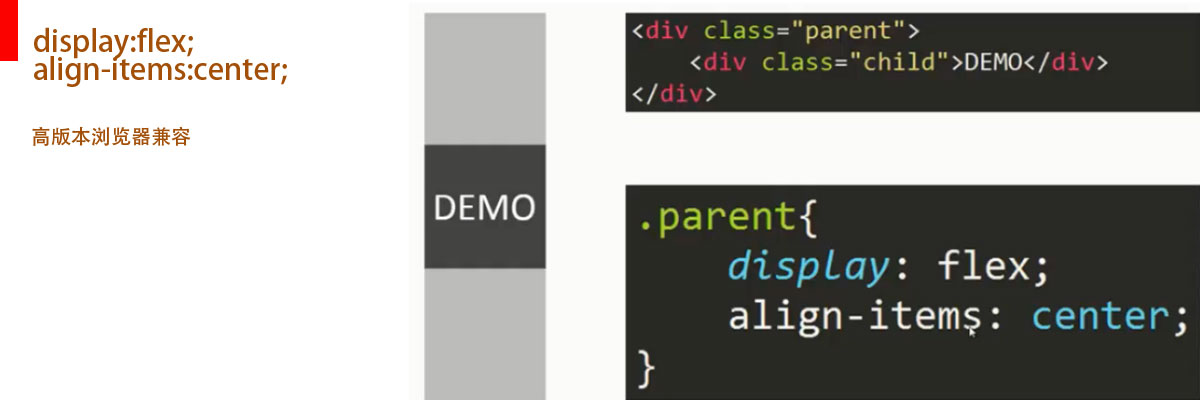 display:flex;
align-items:center;
高版本浏览器兼容
DEMO
<div class="parent">
    <div class="child">DEMO</div>
</div>
.parent{
    display: flex;
    align-items: center;
}